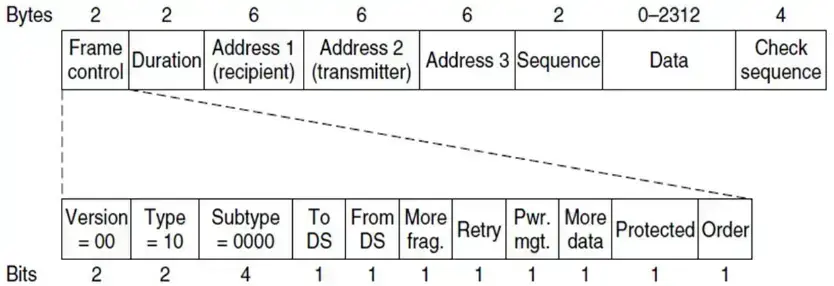 Bytes 2 2 6 6 6 2 0–2312 4
Frame control Duration Address 1 (recipient) Address 2 (transmitter) Address 3 Sequence Data Check sequence
Version = 00 Type = 10 Subtype = 0000 To DS From DS More frag. Retry Pwr. mgt. More data Protected Order
Bits 2 2 4 1 1 1 1 1 1 1 1